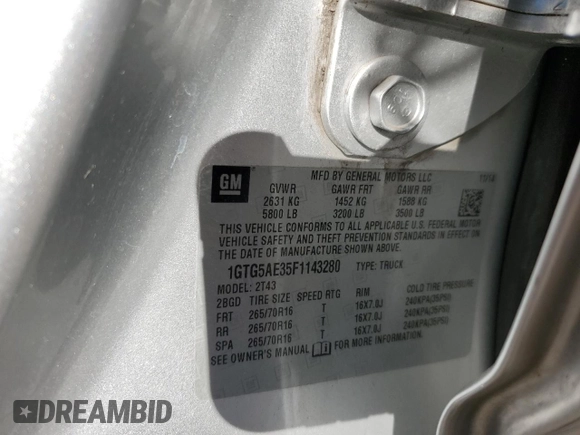 GM
MFD BY GENERAL MOTORS LLC
GVWR GAWR FRT GAWR RR
2631 KG 1452 KG 1588 KG
5800 LB 3200 LB 3500 LB
THIS VEHICLE CONFORMS TO ALL APPLICABLE U.S. FEDERAL MOTOR
VEHICLE SAFETY AND THEFT PREVENTION STANDARDS IN EFFECT ON
THE DATE OF MANUFACTURE SHOWN ABOVE.
1GTG5AE35F1143280 TYPE: TRUCK
MODEL: 2T43
28GD TIRE SIZE SPEED RTG RIM COLD TIRE PRESSURE
FRT 265/70R16 T 16X7.0J 240KPA(35PSI)
RR 265/70R16 T 16X7.0J 240KPA(35PSI)
SPA 265/70R16 T 16X7.0J 240KPA(35PSI)
SEE OWNER'S MANUAL FOR MORE INFORMATION.
DREAMBID